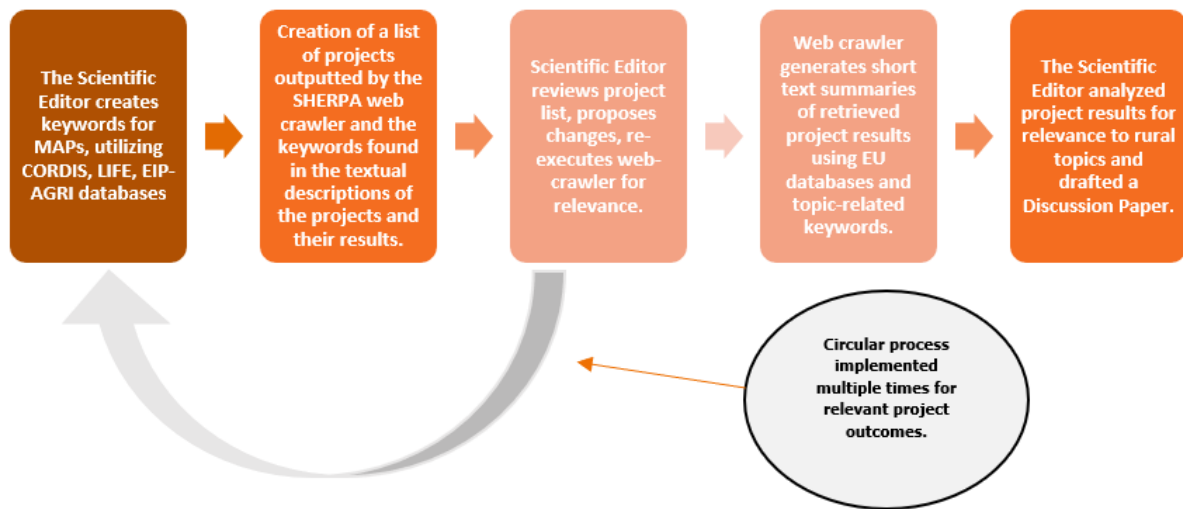 The Scientific
Editor creates
keywords for
MAPs, utilizing
CORDIS, LIFE, EIP-
AGRI databases
Creation of a list
of projects
outputted by the
SHERPA web
crawler and the
keywords found
in the textual
descriptions of
the projects and
their results.
Scientific Editor
reviews project
list, proposes
changes, re-
executes web-
crawler for
relevance.
Web crawler
generates short
text summaries
of retrieved
project results
using EU
databases and
topic-related
keywords.
The Scientific
Editor analyzed
project results for
relevance to rural
topics and
drafted a
Discussion Paper.
Circular process
implemented
multiple times for
relevant project
outcomes.